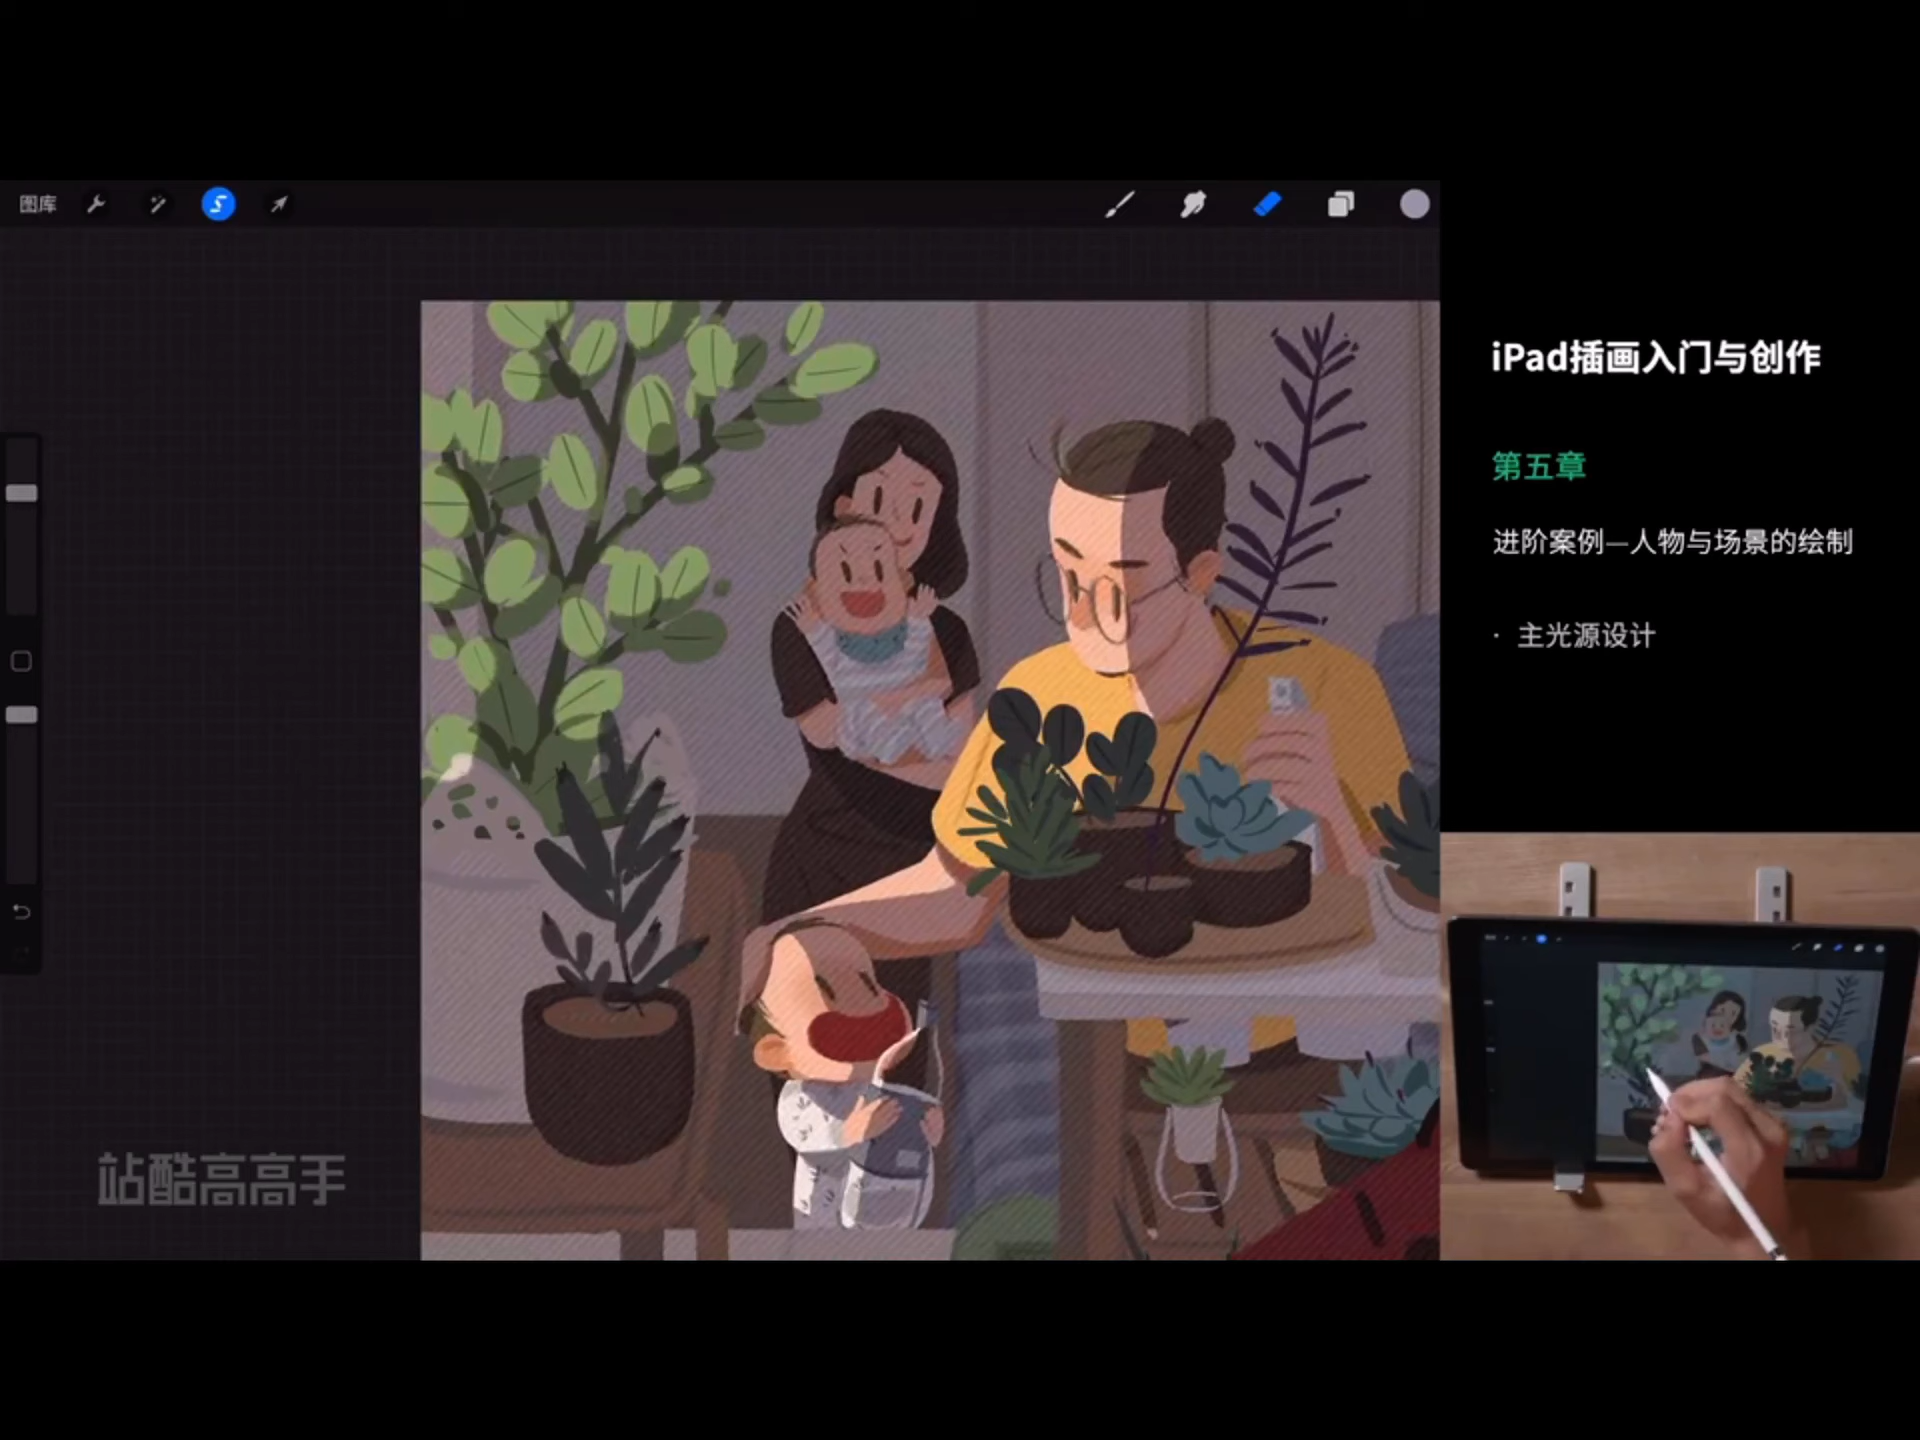 图库
iPad插画入门与创作
第五章
进阶案例—人物与场景的绘制
· 主光源设计
站酷高高手